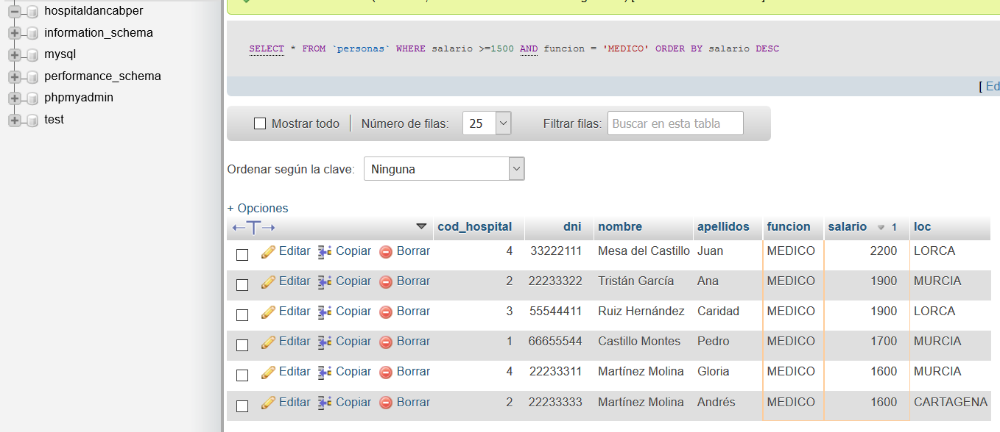 hospitaldancabper
information_schema
mysql
performance_schema
phpmyadmin
test
SELECT * FROM `personas` WHERE salario >=1500 AND funcion = 'MEDICO' ORDER BY salario DESC
[ Ed
Mostrar todo Número de filas: 25 Filtrar filas: Buscar en esta tabla
Ordenar según la clave: Ninguna
+ Opciones
←T→ cod_hospital dni nombre apellidos funcion salario 1 loc
Editar Copiar Borrar 4 33222111 Mesa del Castillo Juan MEDICO 2200 LORCA
Editar Copiar Borrar 2 22233322 Tristán García Ana MEDICO 1900 MURCIA
Editar Copiar Borrar 3 55544411 Ruiz Hernández Caridad MEDICO 1900 LORCA
Editar Copiar Borrar 1 66655544 Castillo Montes Pedro MEDICO 1700 MURCIA
Editar Copiar Borrar 4 22233311 Martínez Molina Gloria MEDICO 1600 MURCIA
Editar Copiar Borrar 2 22233333 Martínez Molina Andrés MEDICO 1600 CARTAGENA